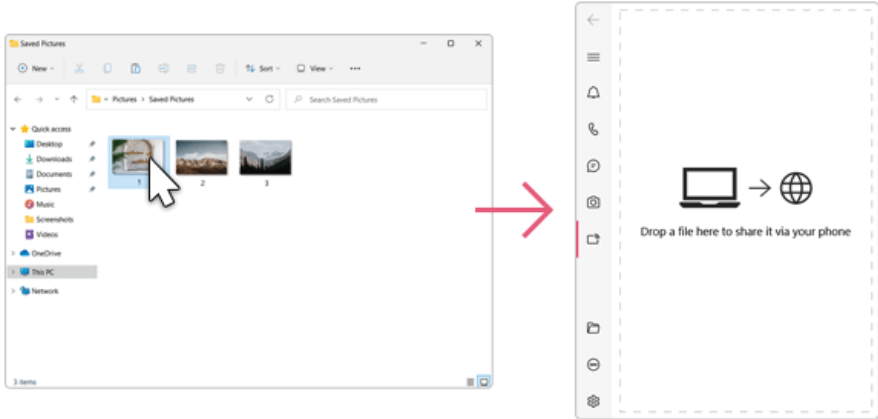 Saved Pictures
New
Sort
View
Pictures > Saved Pictures
Search Saved Pictures
Quick access
Desktop
Downloads
Documents
Pictures
Music
Screenshots
Videos
OneDrive
This PC
Network
1
2
3
3 items
Drop a file here to share it via your phone